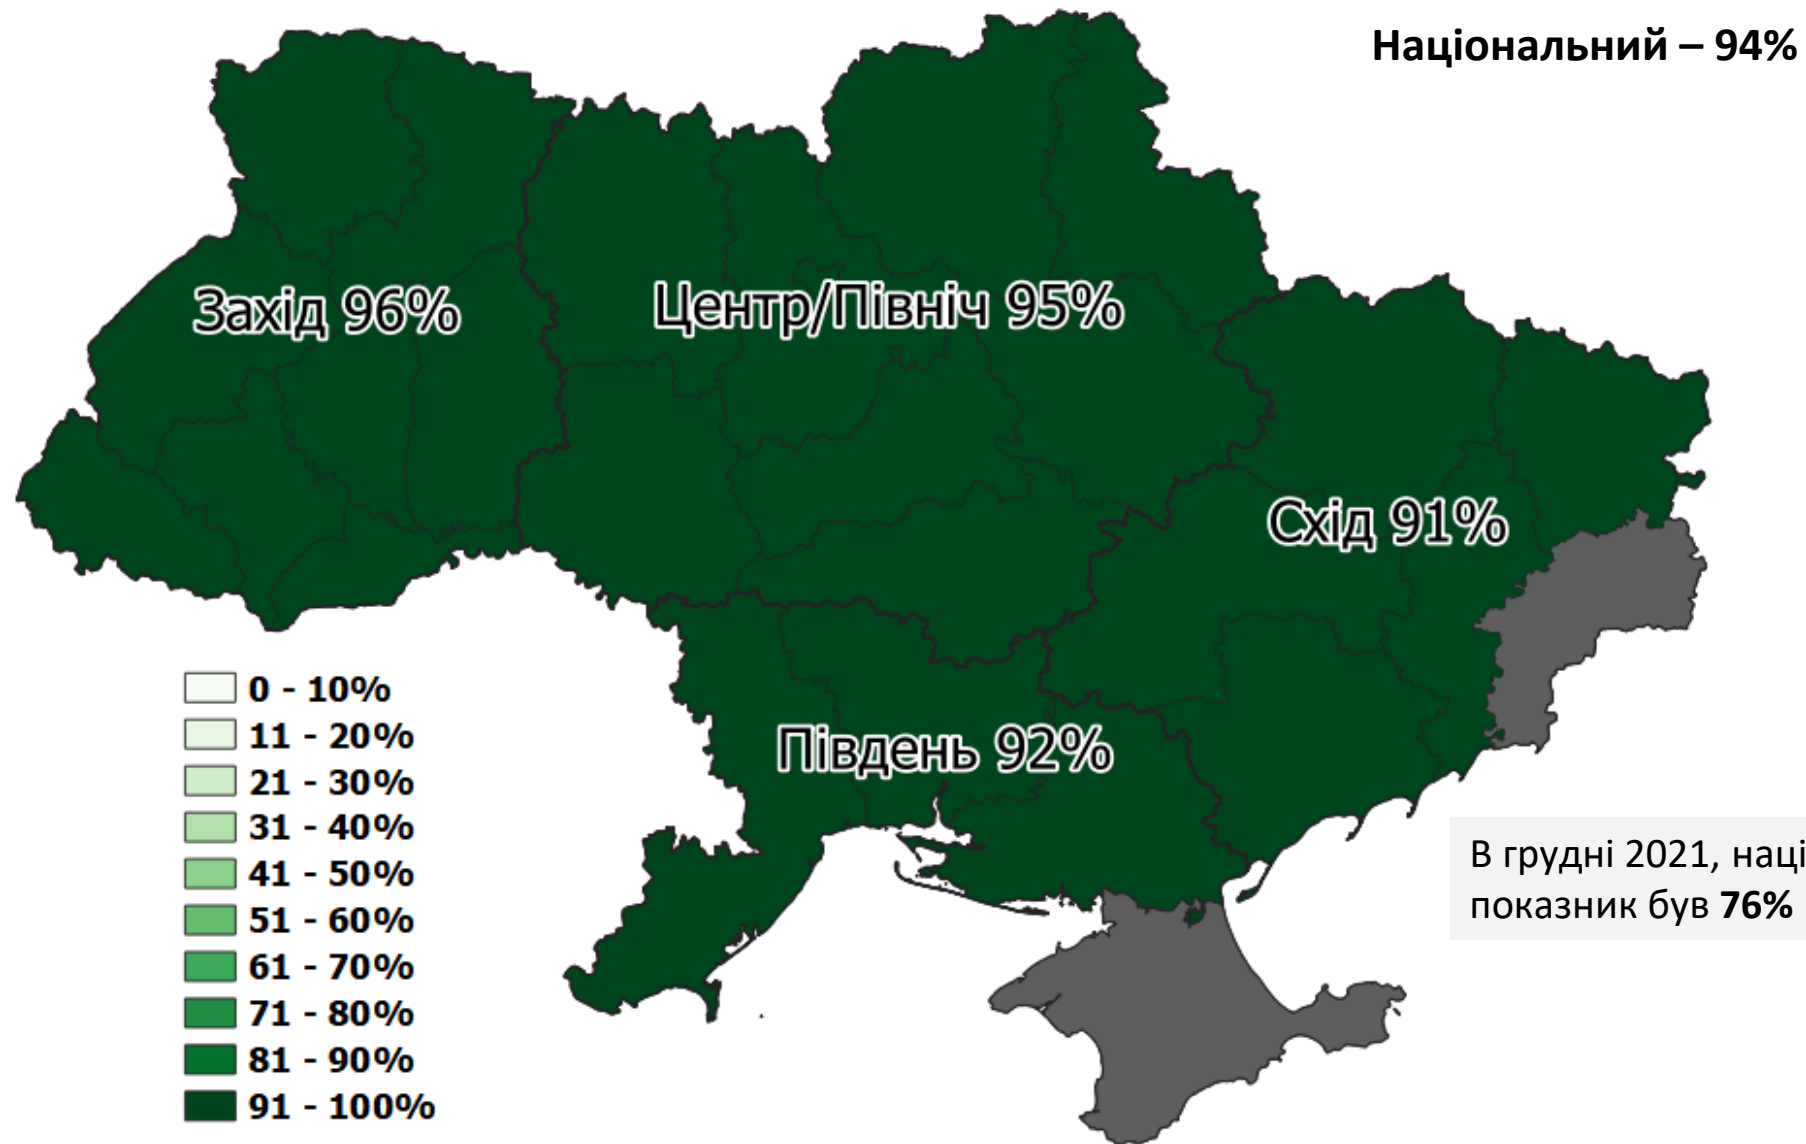 Національний – 94%
Захід 96%
Центр/Північ 95%
Схід 91%
Південь 92%
0 - 10%
11 - 20%
21 - 30%
31 - 40%
41 - 50%
51 - 60%
61 - 70%
71 - 80%
81 - 90%
91 - 100%
В грудні 2021,
показник був 76%